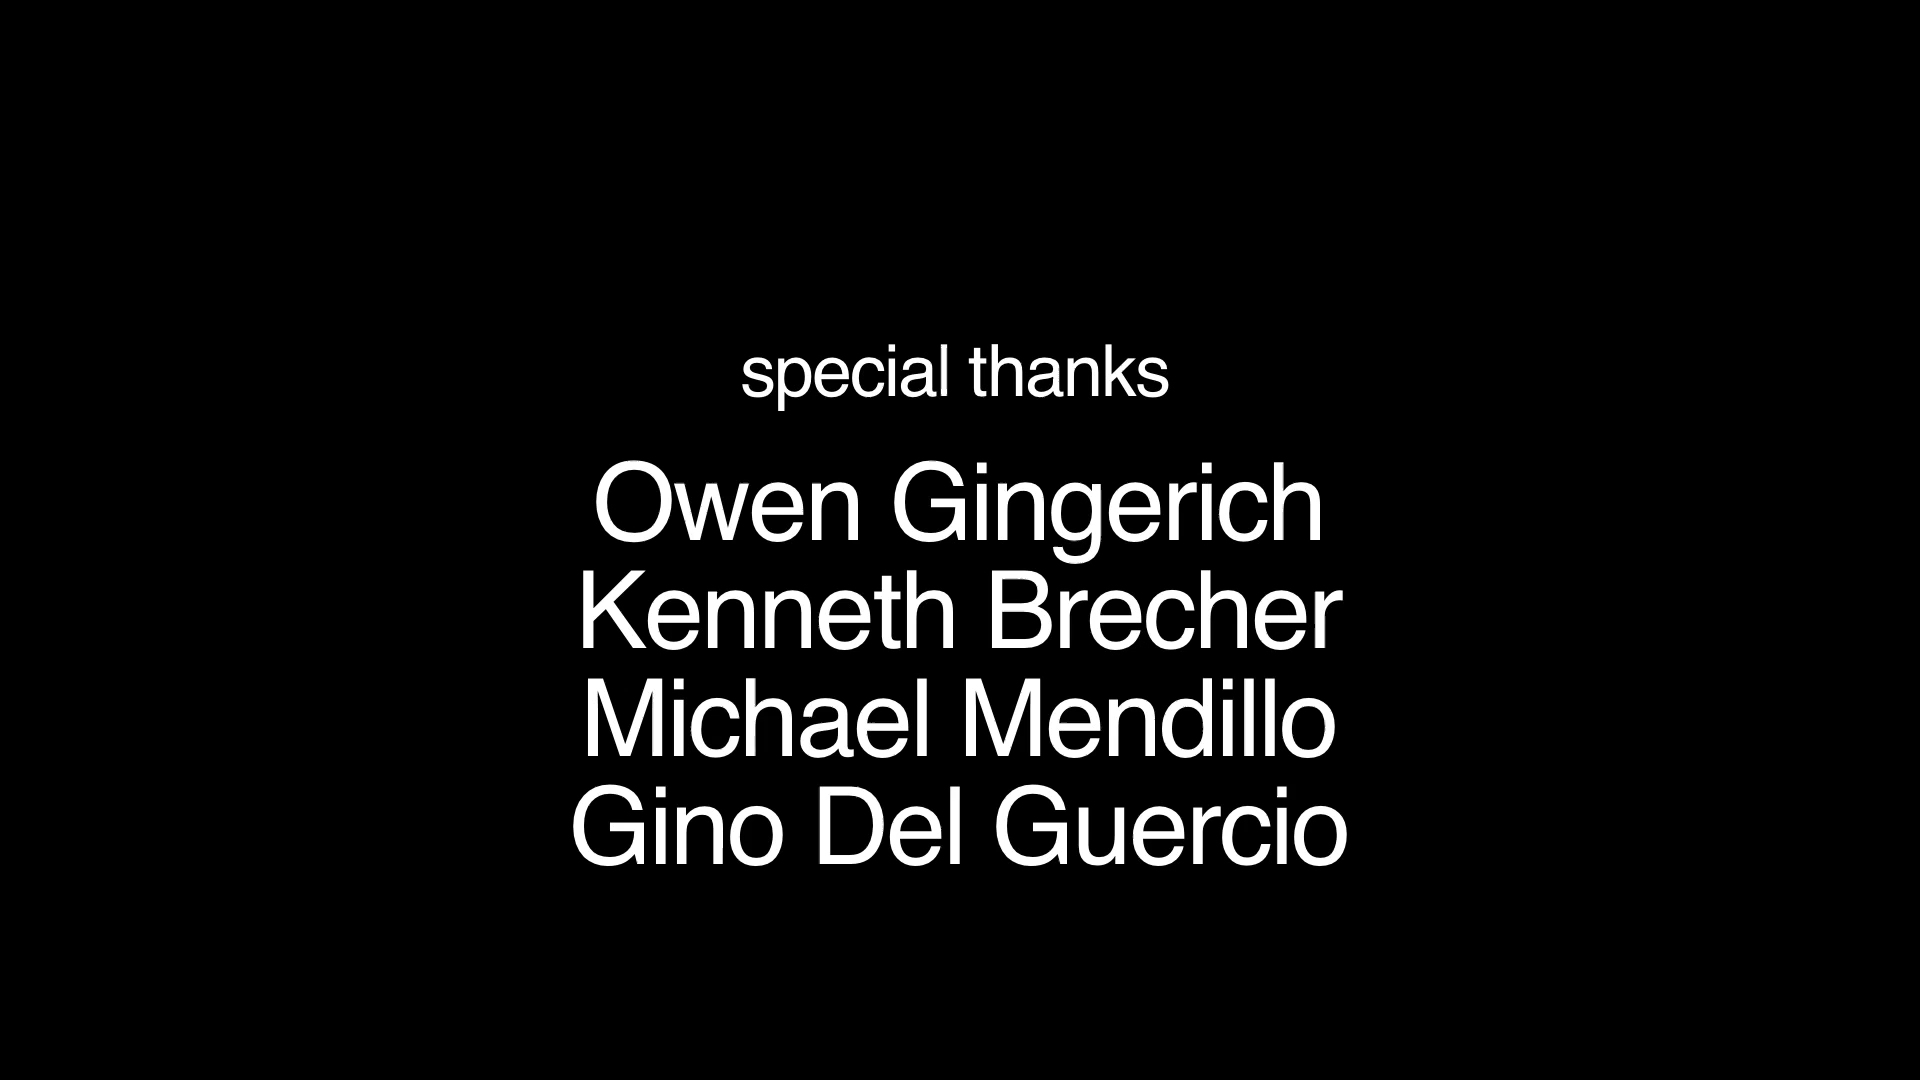 special thanks
Owen Gingerich
Kenneth Brecher
Michael Mendillo
Gino Del Guercio